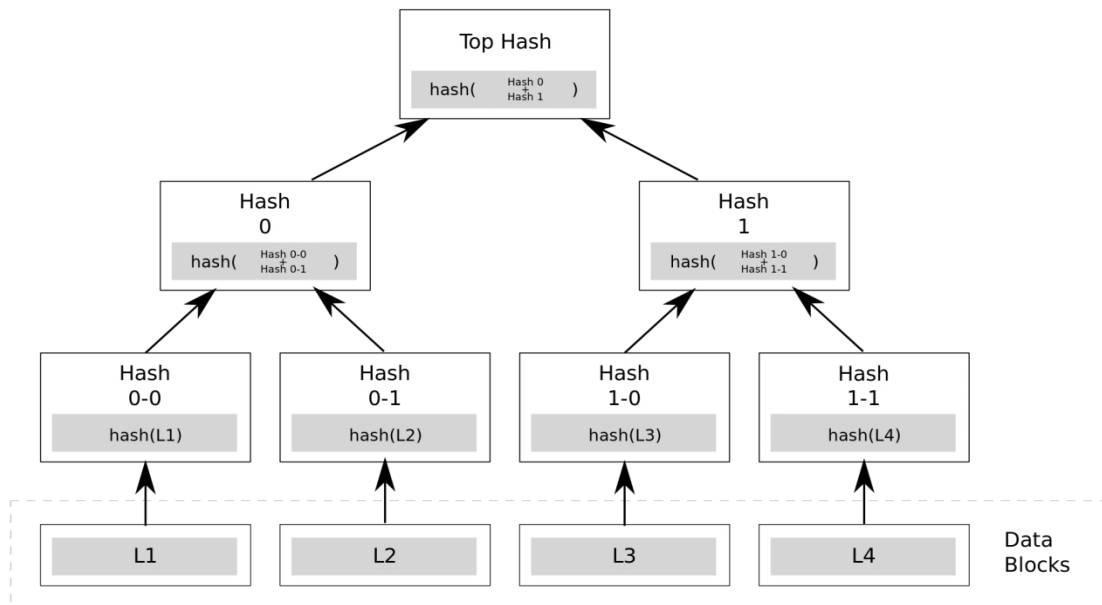 Top Hash
hash( Hash 0 + Hash 1 )
Hash
0
hash( Hash 0-0 + Hash 0-1 )
Hash
1
hash( Hash 1-0 + Hash 1-1 )
Hash
0-0
hash(L1)
Hash
0-1
hash(L2)
Hash
1-0
hash(L3)
Hash
1-1
hash(L4)
L1
L2
L3
L4
Data
Blocks